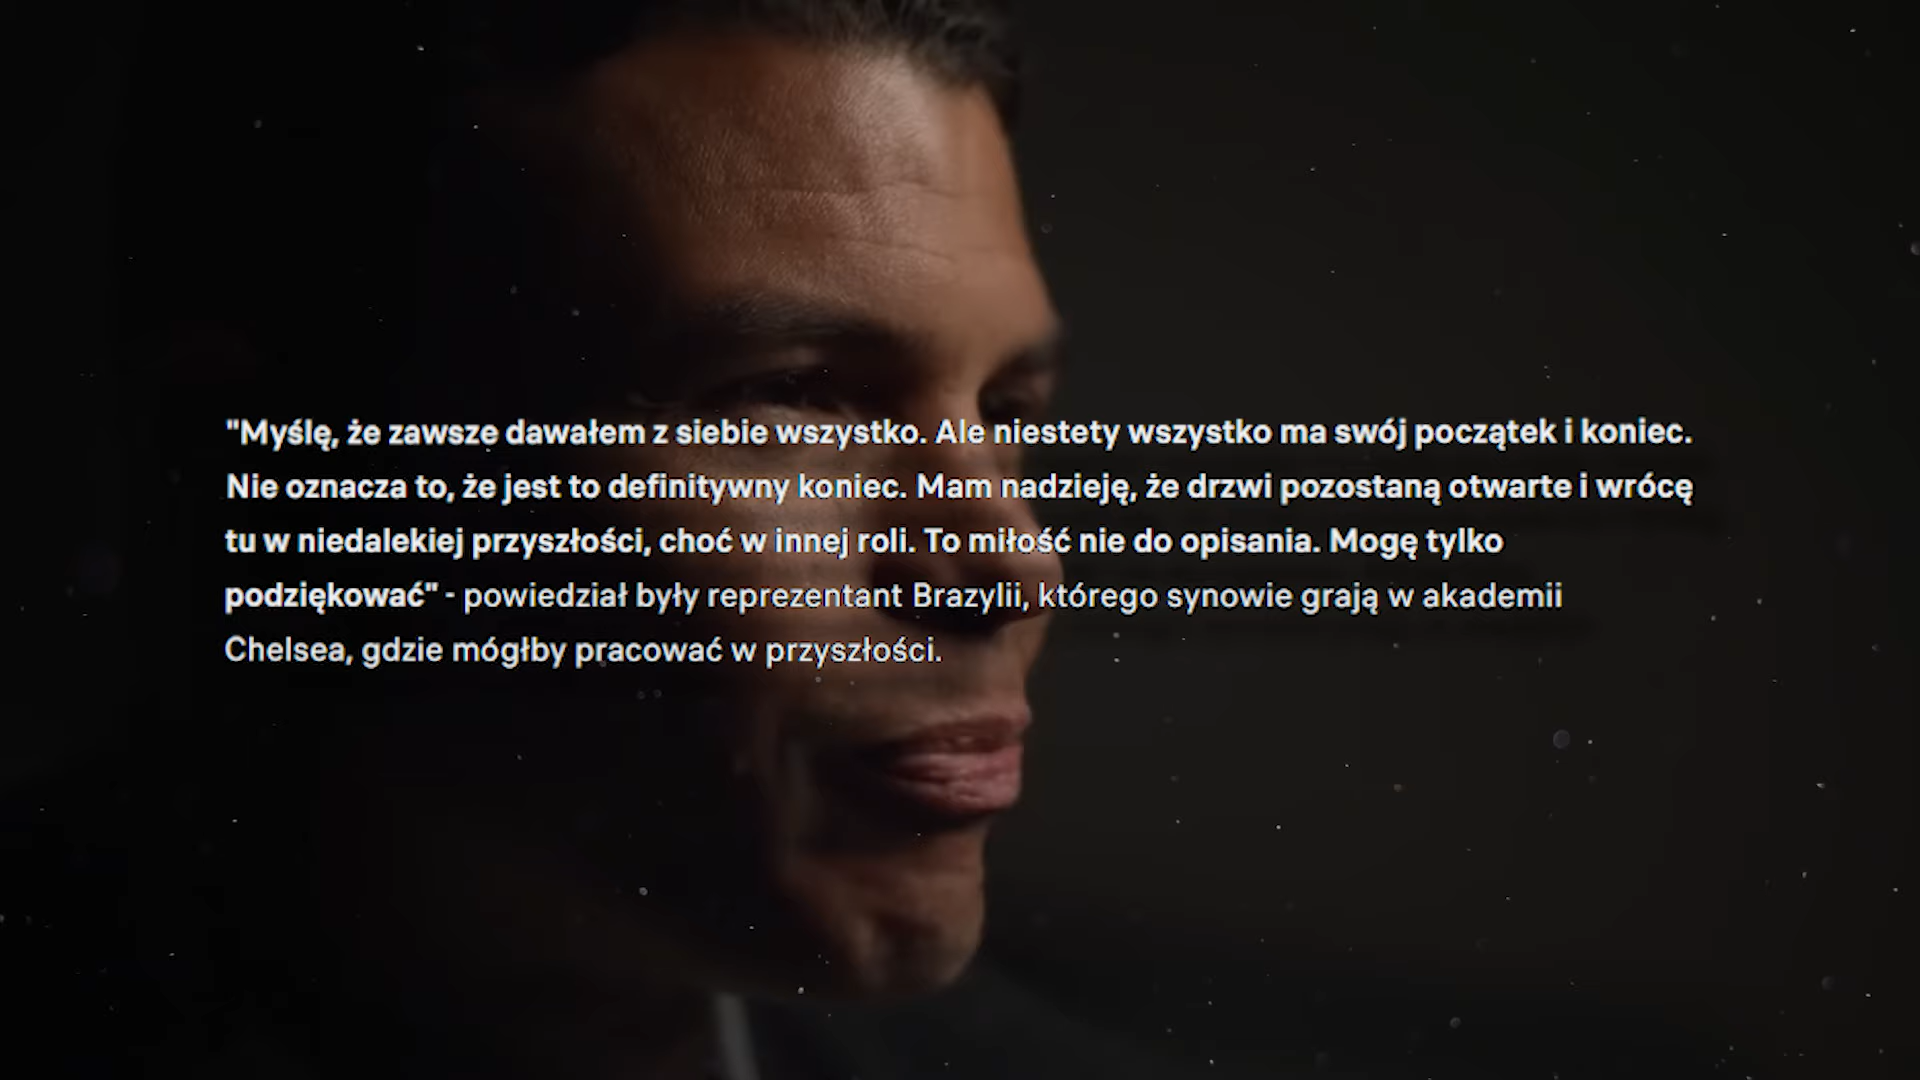 "Myślę, że zawsze dawałem z siebie wszystko. Ale niestety wszystko ma swój początek i koniec.
Nie oznacza to, że jest to definitywny koniec. Mam nadzieję, że drzwi pozostaną otwarte i wrócę
tu w niedalekiej przyszłości, choć w innej roli. To miłość nie do opisania. Mogę tylko
podziękować" - powiedział były reprezentant Brazylii, którego synowie grają w akademii
Chelsea, gdzie mógłby pracować w przyszłości.